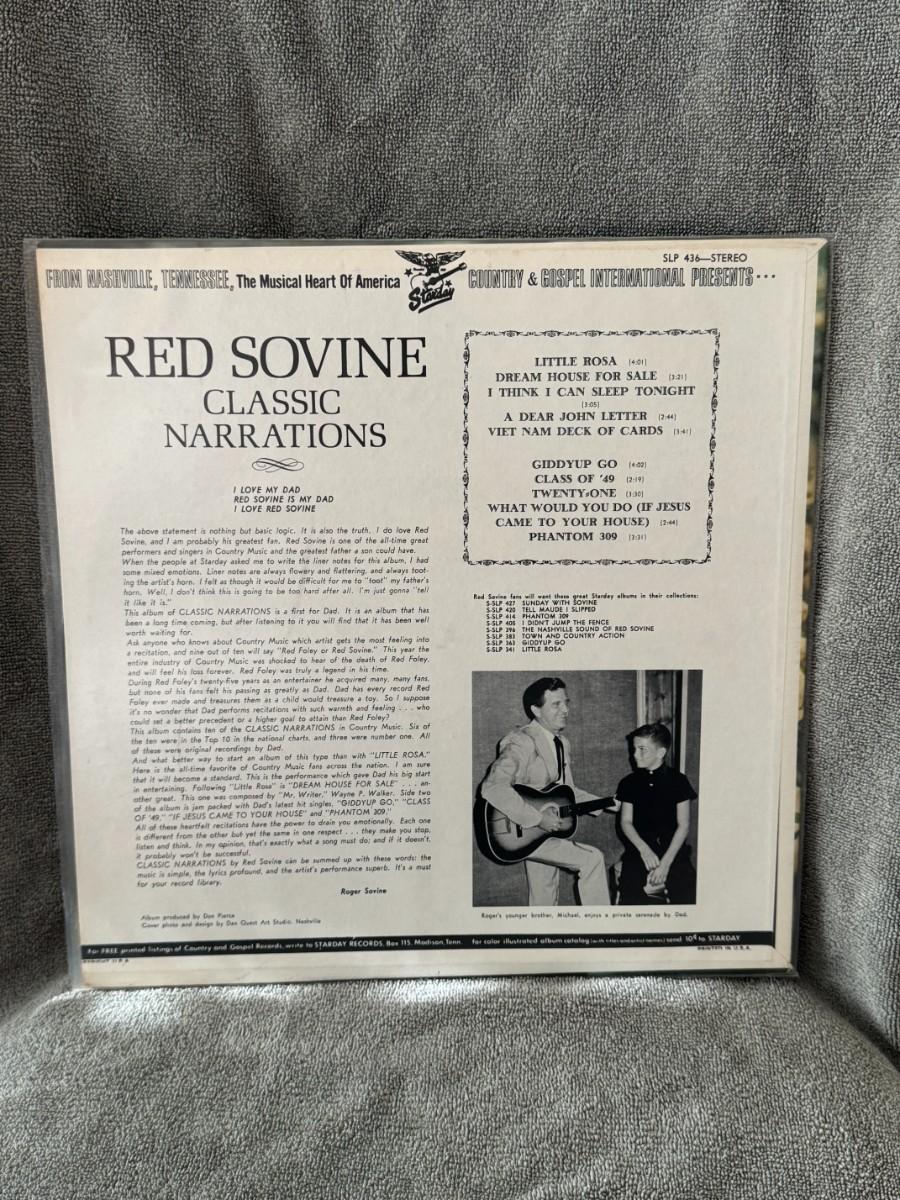 SLP 436—STEREO
FROM NASHVILLE, TENNESSEE, The Musical Heart Of America Starday COUNTRY & GOSPEL INTERNATIONAL PRESENTS...
RED SOVINE
CLASSIC
NARRATIONS
I LOVE MY DAD
RED SOVINE IS MY DAD
I LOVE RED SOVINE
The above statement is nothing but basic logic. It is also the truth. I do love Red
Sovine, and I am probably his greatest fan. Red Sovine is one of the all-time great
performers and singers in Country Music and the greatest father a son could have.
When the people at Starday asked me to write the liner notes for this album, I had
some mixed emotions. Liner notes are always flowery and flattering, and always toot-
ing the artist's horn. I felt as though it would be difficult for me to "toot" my father's
horn. Well, I don't think this is going to be too hard after all. I'm just gonna "tell
it like it is."
This album of CLASSIC NARRATIONS is a first for Dad. It is an album that has
been a long time coming, but after listening to it you will find that it has been well
worth waiting for.
Ask anyone who knows about Country Music which artist gets the most feeling into
a recitation, and nine out of ten will say "Red Foley or Red Sovine." This year the
entire industry of Country Music was shocked to hear of the death of Red Foley,
and will feel his loss forever. Red Foley was truly a legend in his time.
During Red Foley's twenty-five years as an entertainer he acquired many, many fans,
but none of his fans felt his passing as greatly as Dad. Dad has every record Red
Foley ever made and treasures them as a child would treasure a toy. So I suppose
it's no wonder that Dad performs recitations with such warmth and feeling . . . who
could set a better precedent or a higher goal to attain than Red Foley?
This album contains ten of the CLASSIC NARRATIONS in Country Music. Six of
the ten were in the Top 10 in the national charts, and three were number one. All
of these were original recordings by Dad.
And what better way to start an album of this type than with "LITTLE ROSA."
Here is the all-time favorite of Country Music fans across the nation. I am sure
that it will become a standard. This is the performance which gave Dad his big start
in entertaining. Following "Little Rosa" is "DREAM HOUSE FOR SALE" . . . an-
other great. This one was composed by "Mr. Writer," Wayne P. Walker. Side two
of the album is jam packed with Dad's latest hit singles, "GIDDYUP GO," "CLASS
OF '49," "IF JESUS CAME TO YOUR HOUSE" and "PHANTOM 309."
All of these heartfelt recitations have the power to drain you emotionally. Each one
is different from the other but yet the same in one respect . . . they make you stop,
listen and think. In my opinion, that's exactly what a song must do; and if it doesn't,
it probably won't be successful.
CLASSIC NARRATIONS by Red Sovine can be summed up with these words: the
music is simple, the lyrics profound, and the artist's performance superb. It's a must
for your record library.
Roger Sovine
Album produced by Don Pierce
Cover photo and design by Dan Quest Art Studio, Nashville
LITTLE ROSA (4:01)
DREAM HOUSE FOR SALE (3:21)
I THINK I CAN SLEEP TONIGHT
(3:05)
A DEAR JOHN LETTER (2:44)
VIET NAM DECK OF CARDS (3:41)
GIDDYUP GO (4:02)
CLASS OF '49 (2:19)
TWENTY-ONE (3:30)
WHAT WOULD YOU DO (IF JESUS
CAME TO YOUR HOUSE) (2:44)
PHANTOM 309 (3:31)
Red Sovine fans will want these great Starday albums in their collections:
S-SLP 427 SUNDAY WITH SOVINE
S-SLP 420 TELL MAUDE I SLIPPED
S-SLP 414 PHANTOM 309
S-SLP 405 I DIDN'T JUMP THE FENCE
S-SLP 396 THE NASHVILLE SOUND OF RED SOVINE
S-SLP 383 TOWN AND COUNTRY ACTION
S-SLP 363 GIDDYUP GO
S-SLP 341 LITTLE ROSA
Roger's younger brother, Michael, enjoys a private serenade by Dad.
For FREE printed listings of Country and Gospel Records, write to STARDAY RECORDS, Box 115, Madison, Tenn. for color illustrated album catalog (with titles and artist names) send 10¢ to STARDAY
PRINTED IN U.S.A.